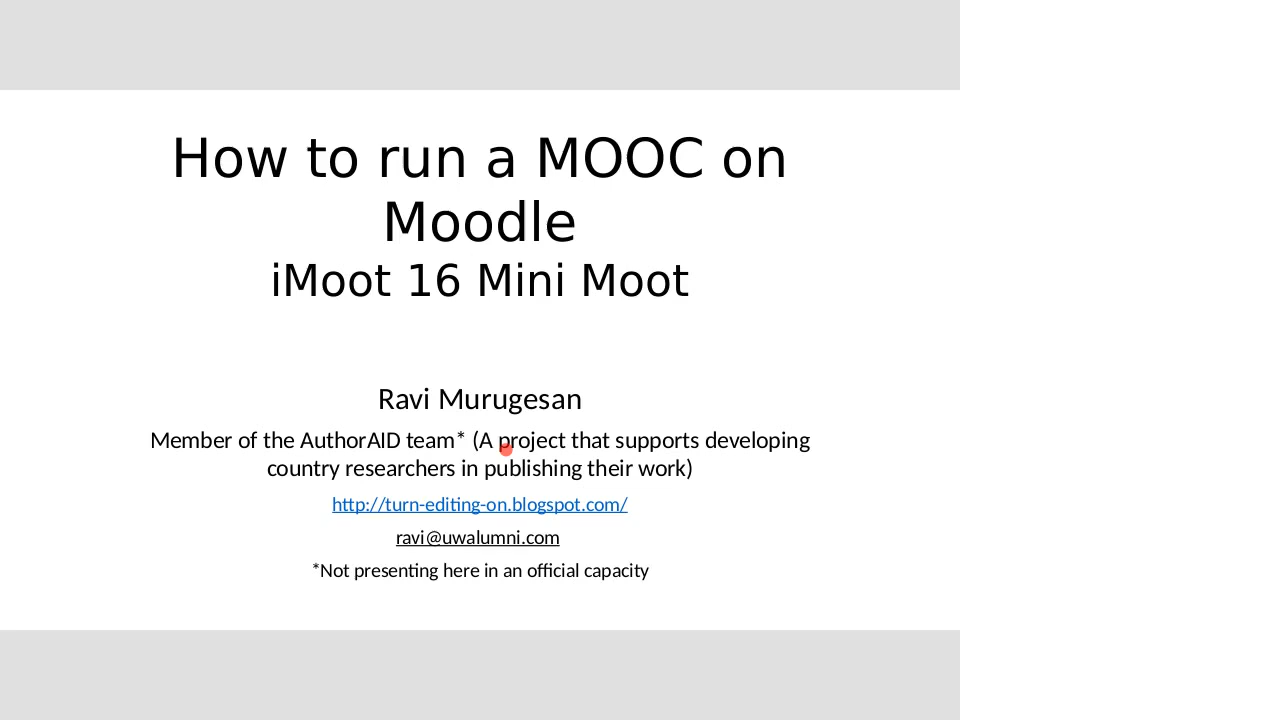 How to run a MOOC on
Moodle
iMoot 16 Mini Moot
Ravi Murugesan
Member of the AuthorAID team* (A project that supports developing
country researchers in publishing their work)
http://turn-editing-on.blogspot.com/
ravi@uwalumni.com
*Not presenting here in an official capacity